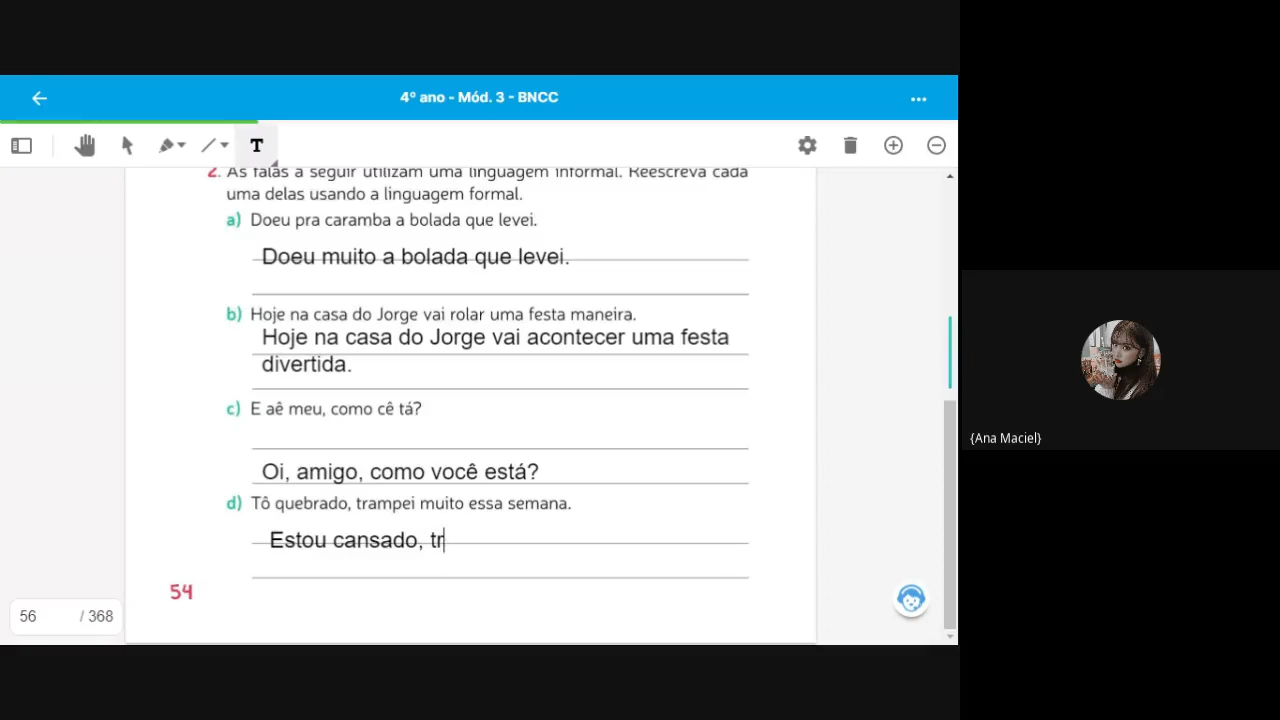 4º ano - Mód. 3 - BNCC
T
2. As falas a seguir utilizam uma linguagem informal. Reescreva cada
uma delas usando a linguagem formal.
a) Doeu pra caramba a bolada que levei.
Doeu muito a bolada que levei.
b) Hoje na casa do Jorge vai rolar uma festa maneira.
Hoje na casa do Jorge vai acontecer uma festa
divertida.
c) E aê meu, como cê tá?
Oi, amigo, como você está?
d) Tô quebrado, trampei muito essa semana.
Estou cansado, tr
54
56 / 368
{Ana Maciel}